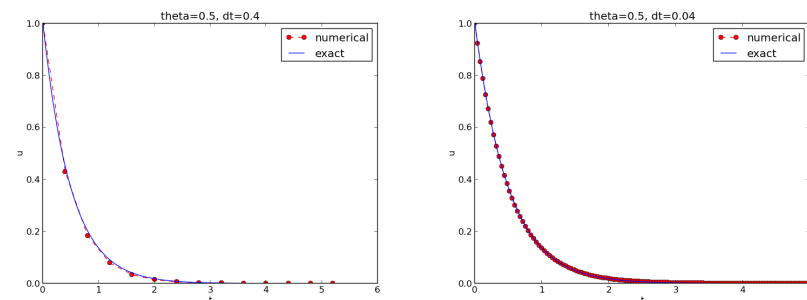 theta=0.5, dt=0.4
1.0
0.8
0.6
0.4
0.2
0.0
u
numerical
exact
0 1 2 3 4 5 6
t
theta=0.5, dt=0.04
1.0
0.8
0.6
0.4
0.2
0.0
u
numerical
exact
0 1 2 3 4
t